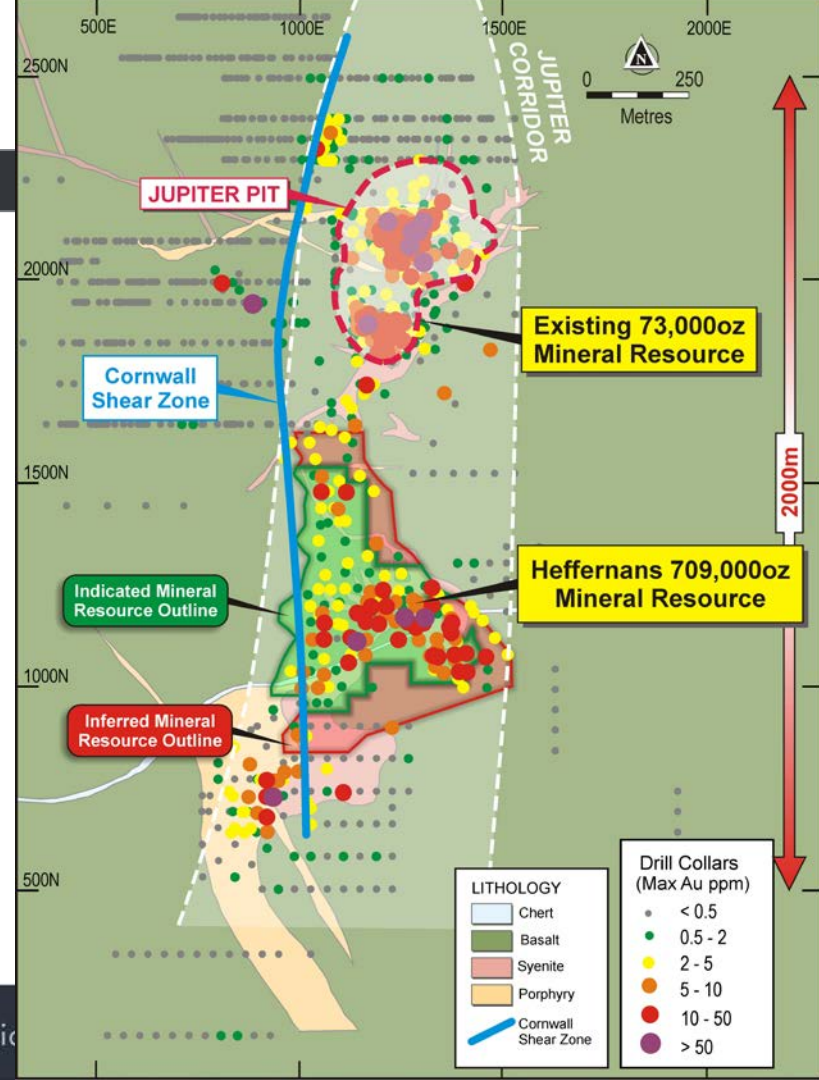 500E
1000E
1500E
2000E
2500N
N
0
250
Metres
JUPITER
CORRIDOR
JUPITER PIT
2000N
Existing 73,000oz
Mineral Resource
Cornwall
Shear Zone
1500N
2000m
Heffernans 709,000oz
Mineral Resource
Indicated Mineral
Resource Outline
1000N
Inferred Mineral
Resource Outline
500N
LITHOLOGY
Chert
Basalt
Syenite
Porphyry
Cornwall
Shear Zone
Drill Collars
(Max Au ppm)
< 0.5
0.5 - 2
2 - 5
5 - 10
10 - 50
> 50